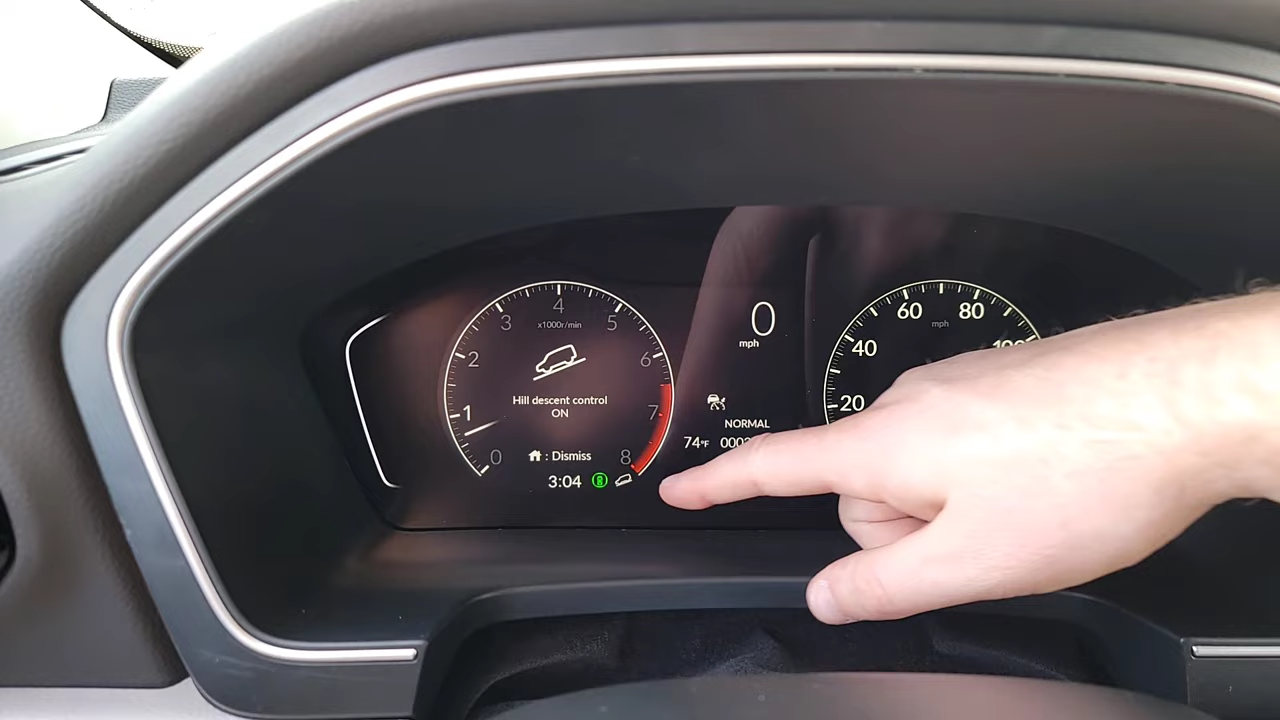 0
1
2
3
4
5
6
7
8
x1000r/min
Hill descent control
ON
: Dismiss
3:04
0
mph
NORMAL
74°F
20
40
60
80
mph